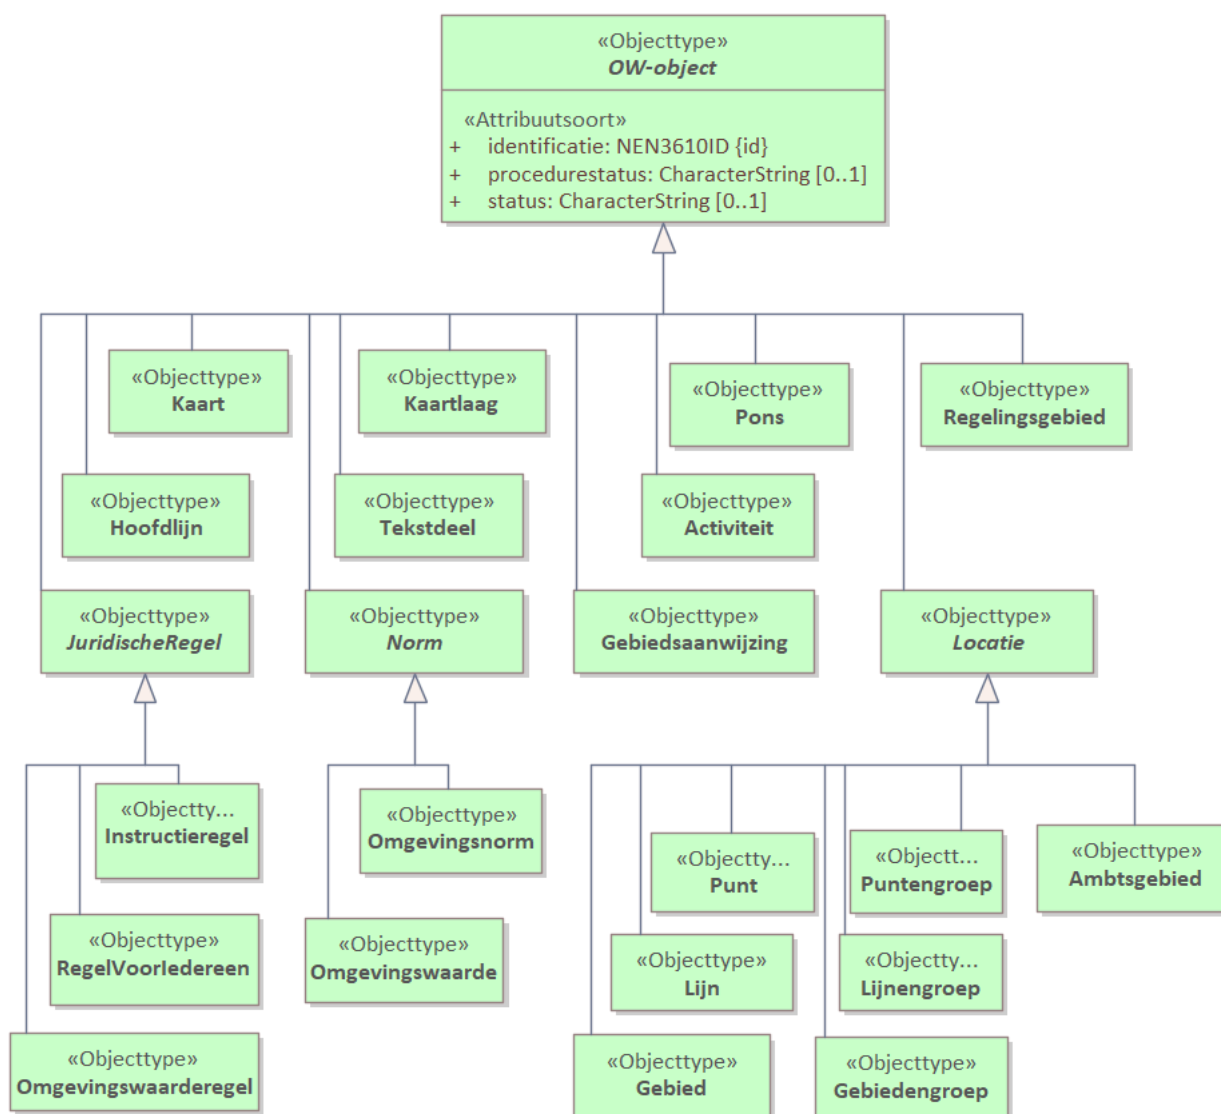 «Objecttype»
OW-object
«Attribuutsoort»
+ identificatie: NEN3610ID {id}
+ procedurestatus: CharacterString [0..1]
+ status: CharacterString [0..1]
«Objecttype»
Kaart
«Objecttype»
Kaartlaag
«Objecttype»
Pons
«Objecttype»
Regelingsgebied
«Objecttype»
Hoofdlijn
«Objecttype»
Tekstdeel
«Objecttype»
Activiteit
«Objecttype»
JuridischeRegel
«Objecttype»
Norm
«Objecttype»
Gebiedsaanwijzing
«Objecttype»
Locatie
«Objectty...
Instructieregel
«Objecttype»
Omgevingsnorm
«Objectty...
Punt
«Objectt...
Puntengroep
«Objecttype»
Ambtsgebied
«Objecttype»
RegelVoorIedereen
«Objecttype»
Omgevingswaarde
«Objecttype»
Lijn
«Objectty...
Lijnengroep
«Objecttype»
Omgevingswaarderegel
«Objecttype»
Gebied
«Objecttype»
Gebiedengroep